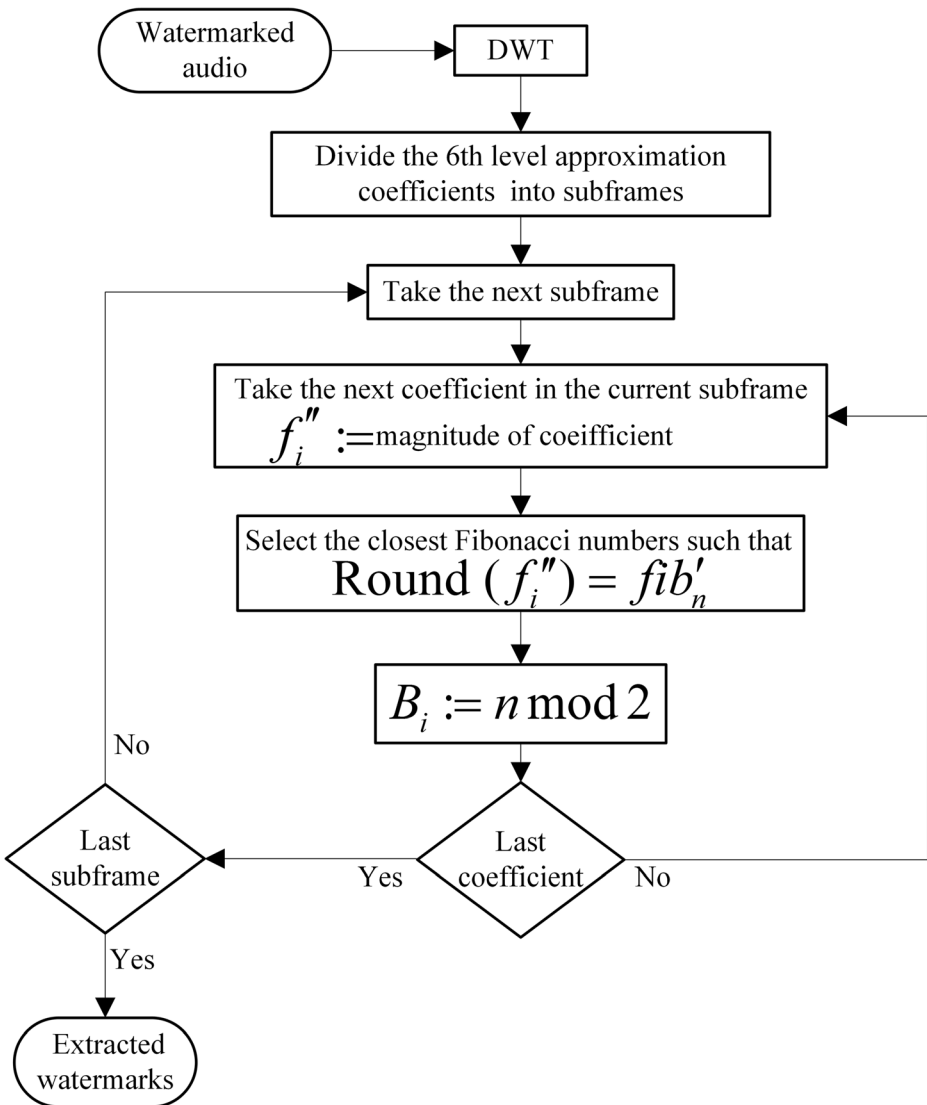 Watermarked
audio
DWT
Divide the 6th level approximation
coefficients into subframes
Take the next subframe
Take the next coefficient in the current subframe
f_i'' := magnitude of coeifficient
Select the closest Fibonacci numbers such that
Round (f_i'') = fib_n'
B_i := n mod 2
No
Last
subframe
Yes
Last
coefficient
No
Yes
Extracted
watermarks